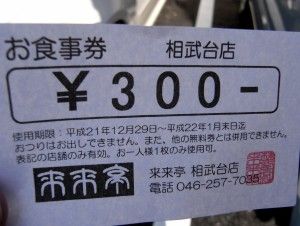 お食事券 相武台店
¥300-
使用期限：平成21年12月29日～平成22年1月末日迄
おつりはお出しできません。また、他の無料券とは併用できません。
表記の店舗のみ有効。お一人様1枚のみ使用可。
来来亭 来来亭 相武台店
電話 046-257-7035